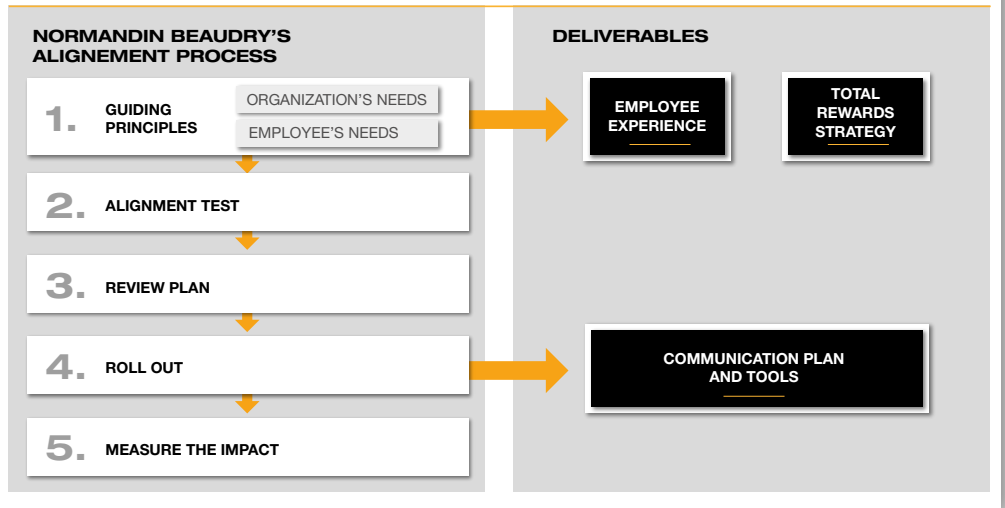 NORMANDIN BEAUDRY'S
ALIGNEMENT PROCESS
1.
GUIDING
PRINCIPLES
ORGANIZATION'S NEEDS
EMPLOYEE'S NEEDS
2.
ALIGNMENT TEST
3.
REVIEW PLAN
4.
ROLL OUT
5.
MEASURE THE IMPACT
DELIVERABLES
EMPLOYEE
EXPERIENCE
TOTAL
REWARDS
STRATEGY
COMMUNICATION PLAN
AND TOOLS